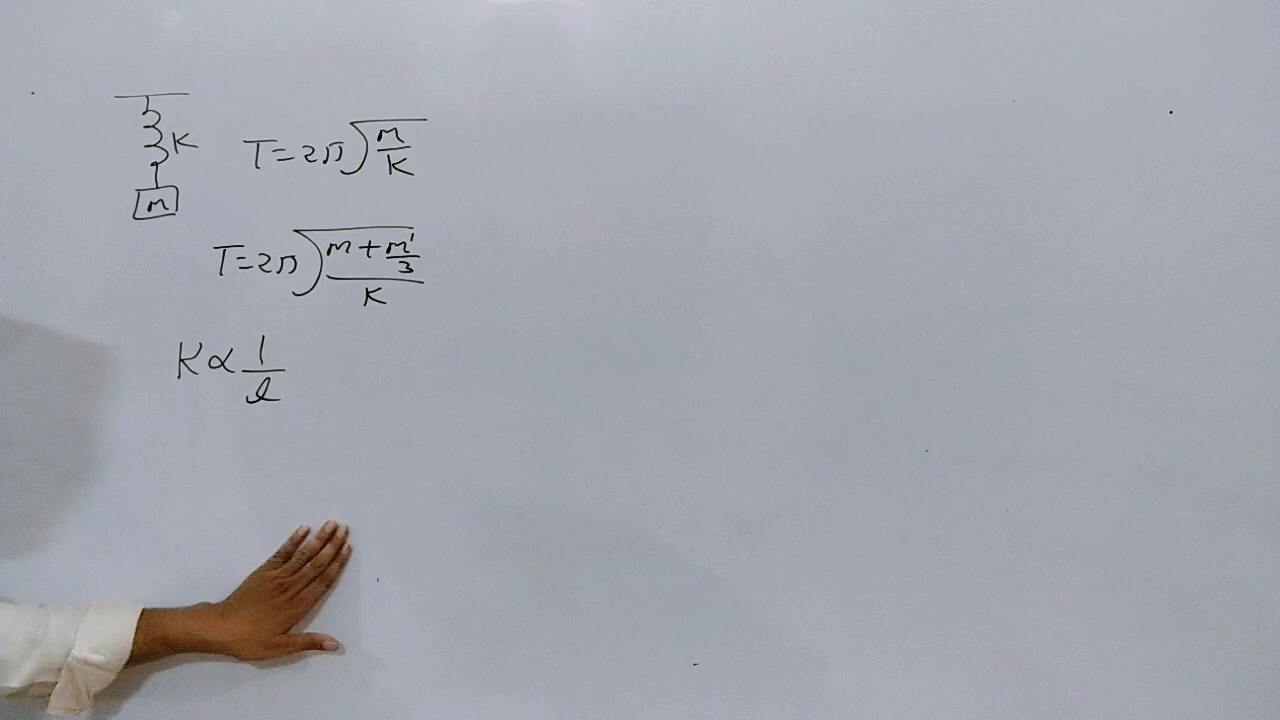 K
T=2π√(m/K)
m
T=2π√((m+m'/3)/K)
K∝1/l